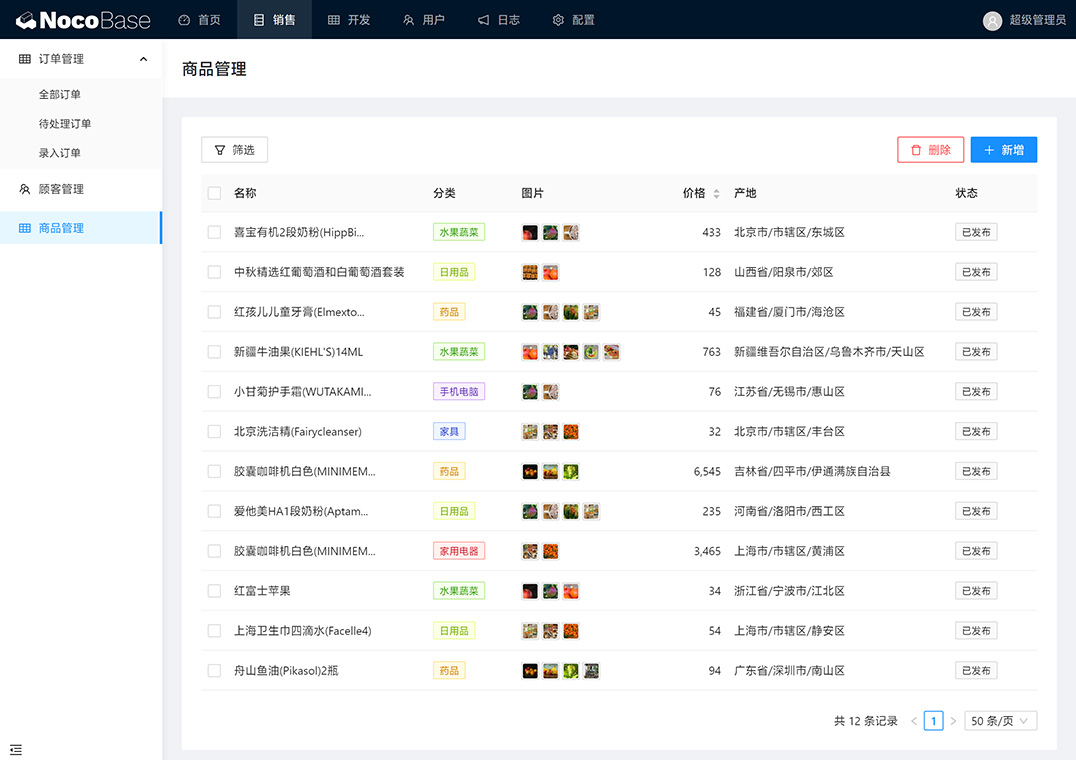 NocoBase 首页 销售 开发 用户 日志 配置 超级管理员
订单管理
全部订单
待处理订单
录入订单
顾客管理
商品管理
商品管理
筛选 删除 新增
名称 分类 图片 价格 产地 状态
喜宝有机2段奶粉(HippBi... 水果蔬菜 433 北京市/市辖区/东城区 已发布
中秋精选红葡萄酒和白葡萄酒套装 日用品 128 山西省/阳泉市/郊区 已发布
红孩儿儿童牙膏(Elmexto... 药品 45 福建省/厦门市/海沧区 已发布
新疆牛油果(KIEHL'S)14ML 水果蔬菜 763 新疆维吾尔自治区/乌鲁木齐市/天山区 已发布
小甘菊护手霜(WUTAKAMI... 手机电脑 76 江苏省/无锡市/惠山区 已发布
北京洗洁精(Fairycleanser) 家具 32 北京市/市辖区/丰台区 已发布
胶囊咖啡机白色(MINIMEM... 药品 6,545 吉林省/四平市/伊通满族自治县 已发布
爱他美HA1段奶粉(Aptam... 日用品 235 河南省/洛阳市/西工区 已发布
胶囊咖啡机白色(MINIMEM... 家用电器 3,465 上海市/市辖区/黄浦区 已发布
红富士苹果 水果蔬菜 34 浙江省/宁波市/江北区 已发布
上海卫生巾四滴水(Facelle4) 日用品 54 上海市/市辖区/静安区 已发布
舟山鱼油(Pikasol)2瓶 药品 94 广东省/深圳市/南山区 已发布
共 12 条记录 < 1 > 50 条/页